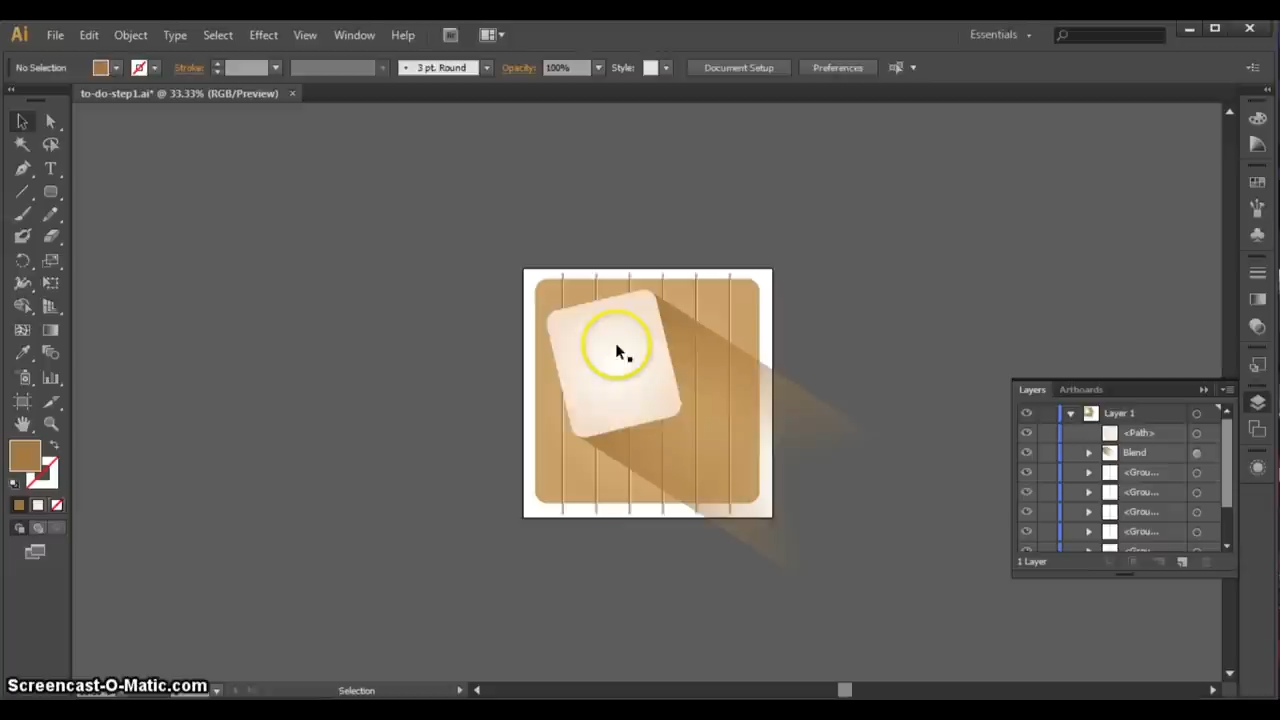 Ai File Edit Object Type Select Effect View Window Help Br Essentials
No Selection Stroke: 3 pt. Round Opacity: 100% Style: Document Setup Preferences
to-do-step1.ai* @ 33.33% (RGB/Preview) ×
T
Layers Artboards
Layer 1
<Path>
Blend
<Grou...
<Grou...
<Grou...
<Grou...
1 Layer
Screencast-O-Matic.com
Selection